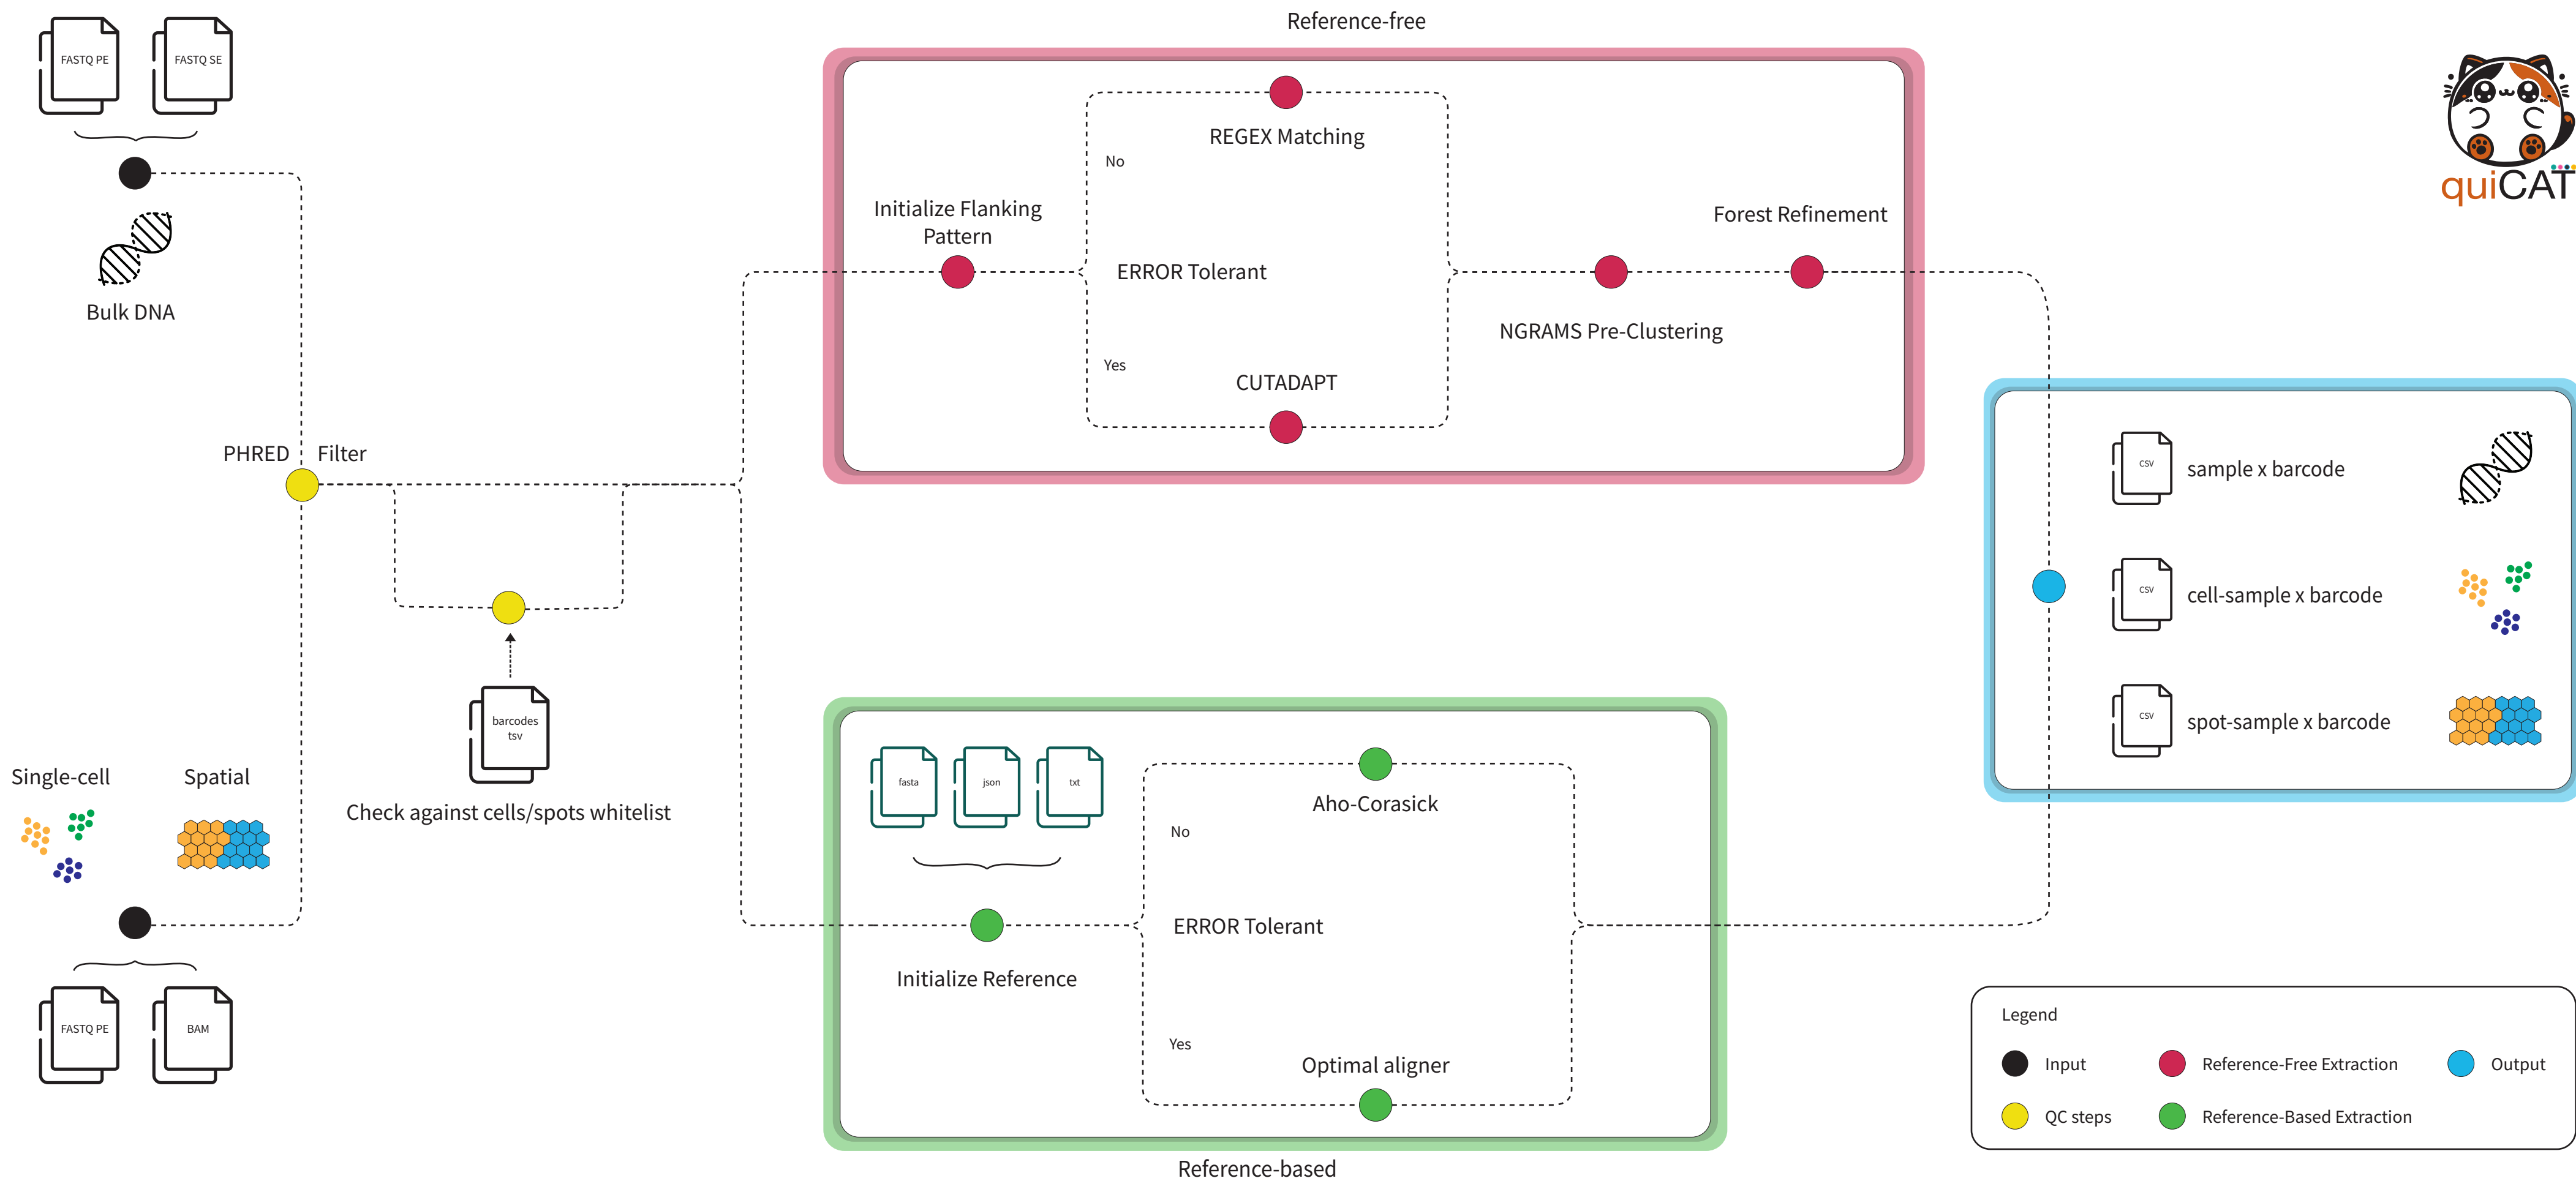 Reference-free
FASTQ PE
FASTQ SE
Bulk DNA
PHRED Filter
Single-cell
Spatial
FASTQ PE
BAM
barcodes
tsv
Check against cells/spots whitelist
Initialize Flanking
Pattern
No
REGEX Matching
ERROR Tolerant
Yes
CUTADAPT
NGRAMS Pre-Clustering
Forest Refinement
fasta
json
txt
Initialize Reference
No
Aho-Corasick
ERROR Tolerant
Yes
Optimal aligner
Reference-based
quiCAT
CSV
sample x barcode
CSV
cell-sample x barcode
CSV
spot-sample x barcode
Legend
Input
Reference-Free Extraction
Output
QC steps
Reference-Based Extraction